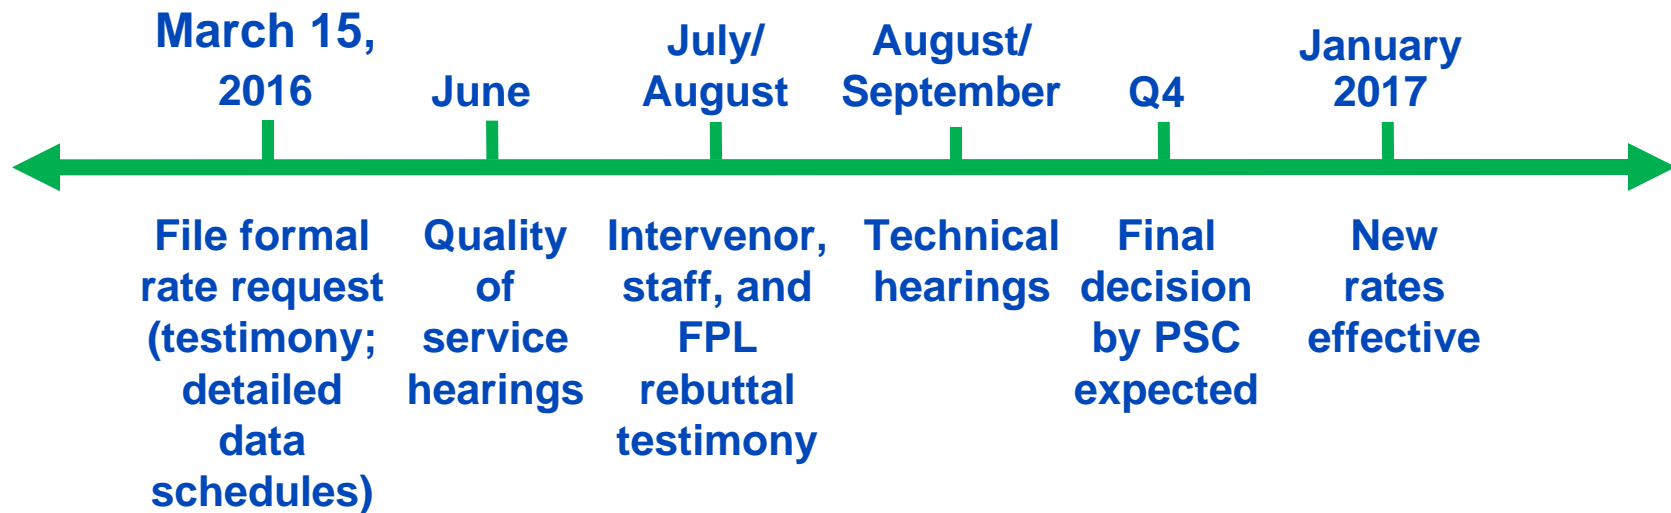 March 15,
2016
June
July/
August
August/
September
Q4
January
2017
File formal
rate request
(testimony;
detailed
data
schedules)
Quality
of
service
hearings
Intervenor,
staff, and
FPL
rebuttal
testimony
Technical
hearings
Final
decision
by PSC
expected
New
rates
effective